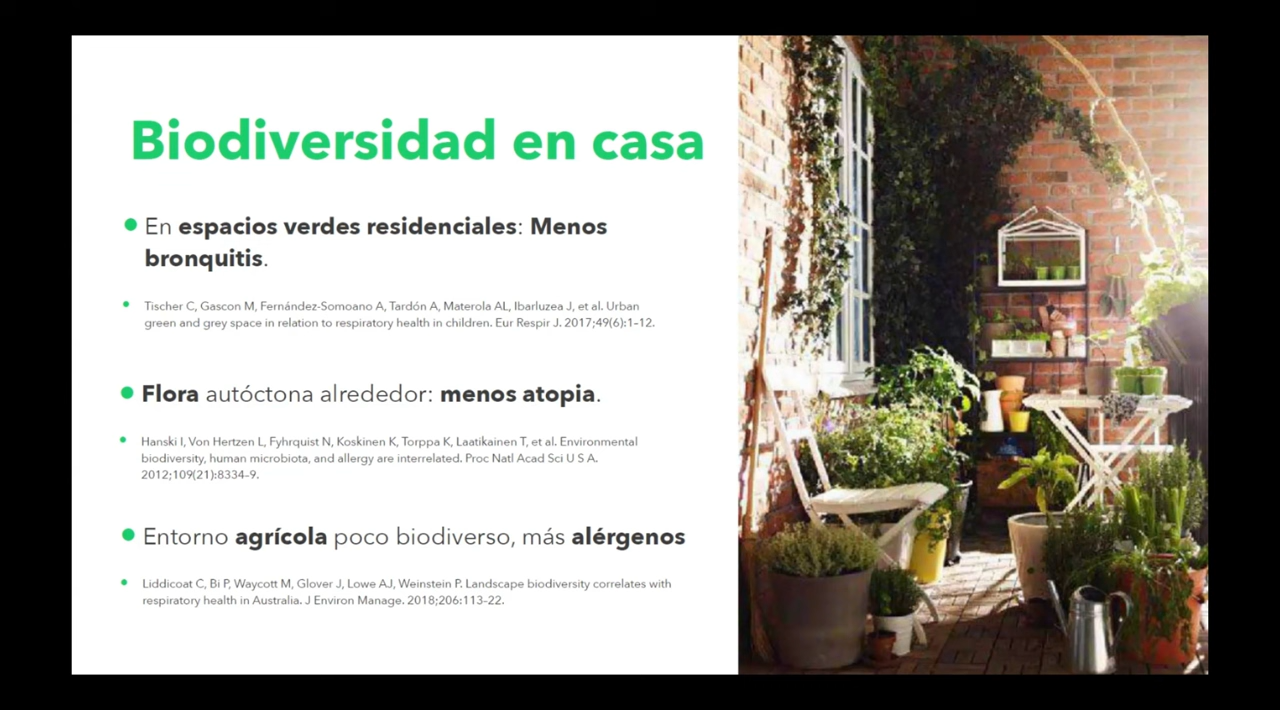 Biodiversidad en casa
En espacios verdes residenciales: Menos
bronquitis.
Tischer C, Gascon M, Fernández-Somoano A, Tardón A, Materola AL, Ibarluzea J, et al. Urban
green and grey space in relation to respiratory health in children. Eur Respir J. 2017;49(6):1–12.
Flora autóctona alrededor: menos atopia.
Hanski I, Von Hertzen L, Fyhrquist N, Koskinen K, Torppa K, Laatikainen T, et al. Environmental
biodiversity, human microbiota, and allergy are interrelated. Proc Natl Acad Sci U S A.
2012;109(21):8334–9.
Entorno agrícola poco biodiverso, más alérgenos
Liddicoat C, Bi P, Waycott M, Glover J, Lowe AJ, Weinstein P. Landscape biodiversity correlates with
respiratory health in Australia. J Environ Manage. 2018;206:113–22.